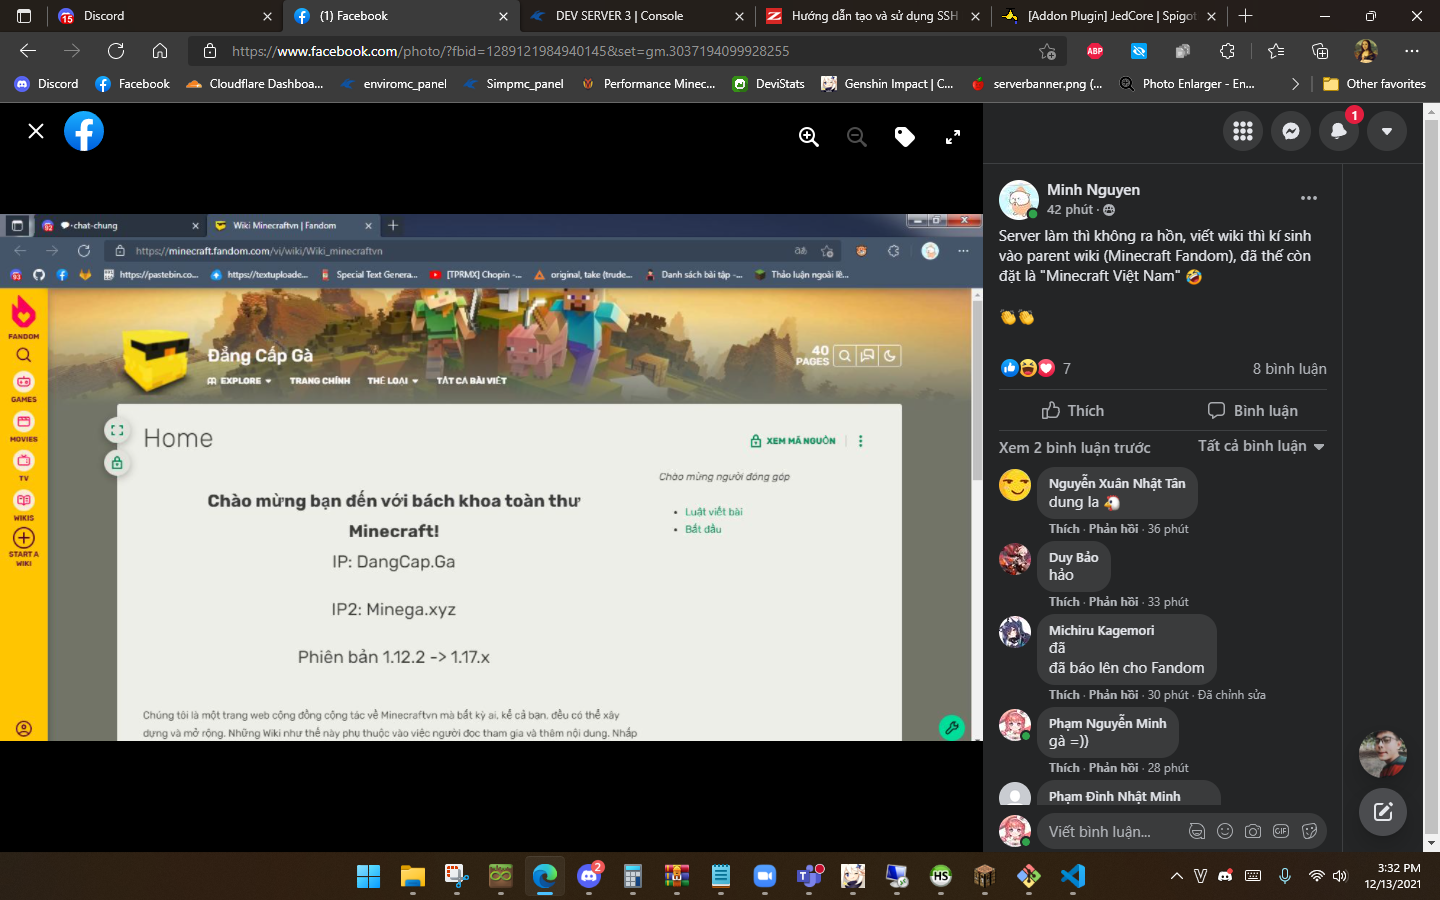 Discord
(1) Facebook
DEV SERVER 3 | Console
Hướng dẫn tạo và sử dụng SSH
[Addon Plugin] JedCore | Spigot
https://www.facebook.com/photo/?fbid=1289121984940145&set=gm.3037194099928255
Discord
Facebook
Cloudflare Dashboa...
enviromc_panel
Simpmc_panel
Performance Minec...
DeviStats
Genshin Impact | C...
serverbanner.png (...
Photo Enlarger - En...
Other favorites
1
Minh Nguyen
42 phút ·
Server làm thì không ra hồn, viết wiki thì kí sinh
vào parent wiki (Minecraft Fandom), đã thế còn
đặt là "Minecraft Việt Nam" 🤣
👏👏
7
8 bình luận
Thích
Bình luận
Xem 2 bình luận trước
Tất cả bình luận
Nguyễn Xuân Nhật Tân
dung la 🐔
Thích · Phản hồi · 36 phút
Duy Bảo
hảo
Thích · Phản hồi · 33 phút
Michiru Kagemori
đã
đã báo lên cho Fandom
Thích · Phản hồi · 30 phút · Đã chỉnh sửa
Phạm Nguyễn Minh
gà =))
Thích · Phản hồi · 28 phút
Phạm Đình Nhật Minh
Viết bình luận...
GIF
chat-chung
Wiki Minecraftvn | Fandom
https://minecraft.fandom.com/vi/wiki/Wiki_minecraftvn
https://pastebin.co...
https://textuploade...
Special Text Genera...
[TPRMX] Chopin -...
original, take (trude...
Danh sách bài tập -...
Thảo luận ngoài lề...
FANDOM
GAMES
MOVIES
TV
WIKIS
START A
WIKI
Đẳng Cấp Gà
40
PAGES
EXPLORE
TRANG CHÍNH
THỂ LOẠI
TẤT CẢ BÀI VIẾT
Home
XEM MÃ NGUỒN
Chào mừng bạn đến với bách khoa toàn thư
Minecraft!
IP: DangCap.Ga
IP2: Minega.xyz
Phiên bản 1.12.2 -> 1.17.x
Chào mừng người đóng góp
Luật viết bài
Bắt đầu
Chúng tôi là một trang web cộng đồng cộng tác về Minecraftvn mà bất kỳ ai, kể cả bạn, đều có thể xây
dựng và mở rộng. Những Wiki như thế này phụ thuộc vào việc người đọc tham gia và thêm nội dung. Nhấp
2
HS
3:32 PM
12/13/2021